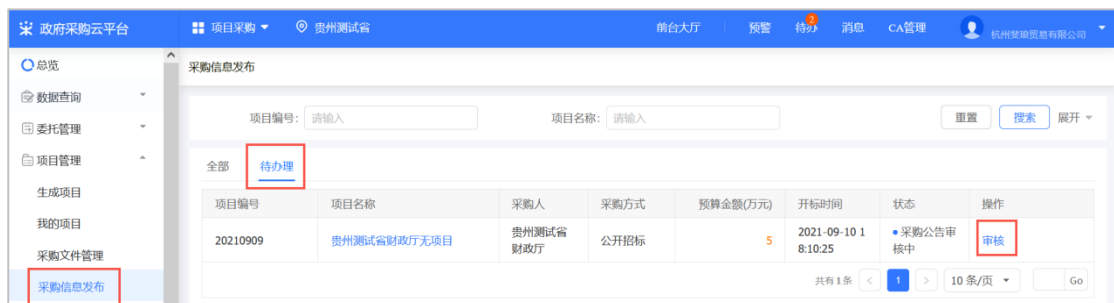 政府采购云平台
项目采购
贵州测试省
前台大厅
预警
待办
2
消息
CA管理
杭州斐琅贸易有限公司
总览
采购信息发布
数据查询
委托管理
项目管理
生成项目
我的项目
采购文件管理
采购信息发布
项目编号: 请输入
项目名称: 请输入
重置
搜索
展开
全部
待办理
项目编号 项目名称 采购人 采购方式 预算金额(万元) 开标时间 状态 操作
20210909 贵州测试省财政厅无项目 贵州测试省 公开招标 5 2021-09-10 1 采购公告审 审核
财政厅 8:10:25 核中
共有1条 < 1 > 10 条/页 Go